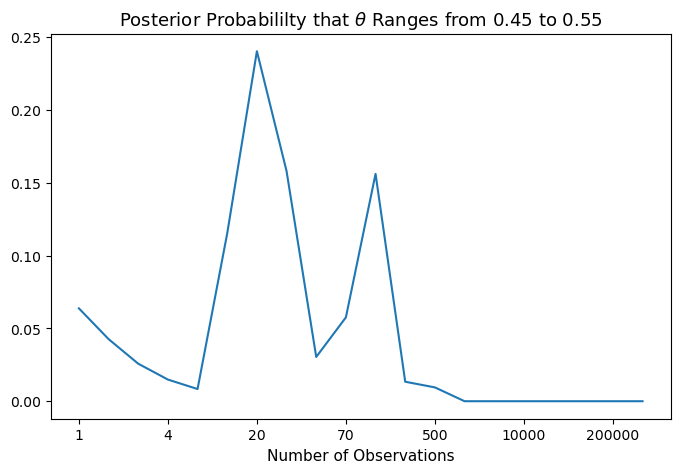 Posterior Probabililty that θ Ranges from 0.45 to 0.55
0.25
0.20
0.15
0.10
0.05
0.00
1 4 20 70 500 10000 200000
Number of Observations